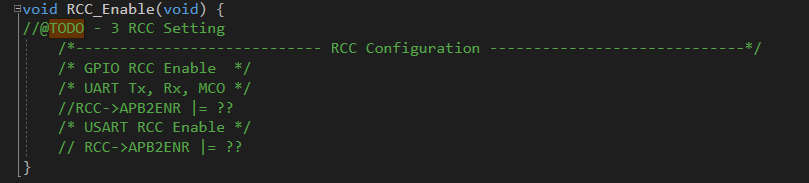 void RCC_Enable(void) {
//@TODO - 3 RCC Setting
/*---------------------------- RCC Configuration -----------------------------*/
/* GPIO RCC Enable  */
/* UART Tx, Rx, MCO */
//RCC->APB2ENR |= ??
/* USART RCC Enable */
// RCC->APB2ENR |= ??
}